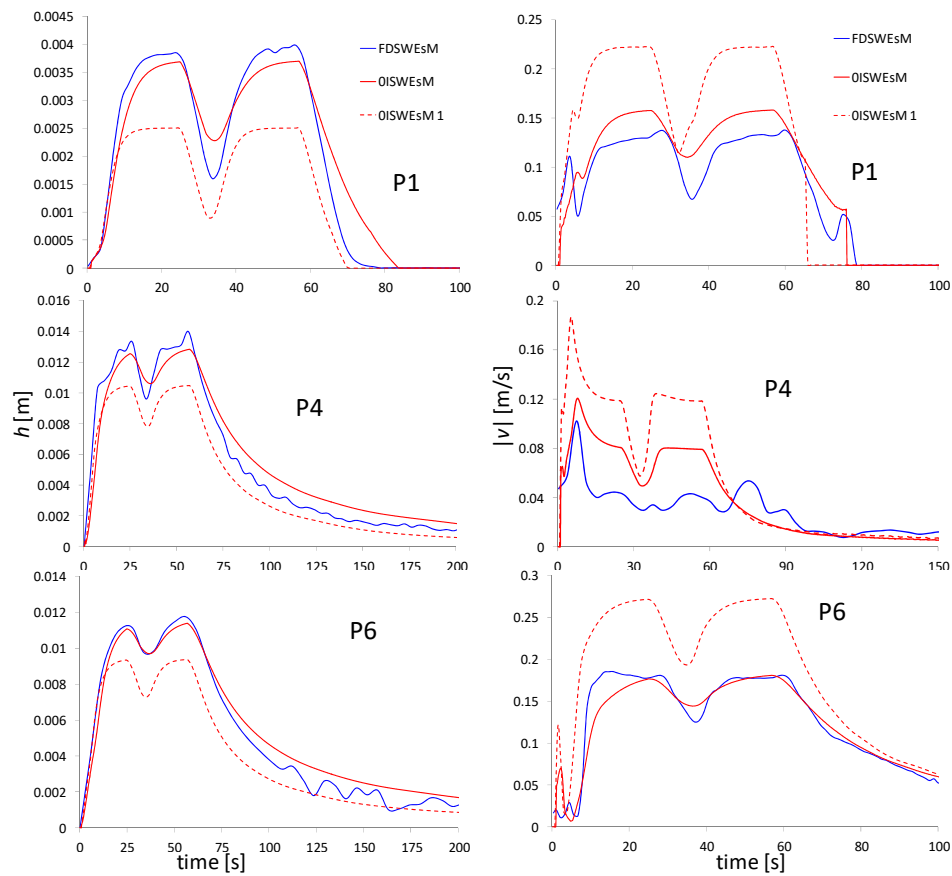 0.0045
0.004
0.0035
0.003
0.0025
0.002
0.0015
0.001
0.0005
0
0 20 40 60 80 100
FDSWEsM
0ISWEsM
0ISWEsM 1
P1
0.25
0.2
0.15
0.1
0.05
0
0 20 40 60 80 100
FDSWEsM
0ISWEsM
0ISWEsM 1
P1
h [m]
0.016
0.014
0.012
0.01
0.008
0.006
0.004
0.002
0
0 25 50 75 100 125 150 175 200
P4
|v| [m/s]
0.2
0.16
0.12
0.08
0.04
0
0 30 60 90 120 150
P4
0.014
0.012
0.01
0.008
0.006
0.004
0.002
0
0 25 50 75 100 125 150 175 200
P6
time [s]
0.3
0.25
0.2
0.15
0.1
0.05
0
0 20 40 60 80 100
P6
time [s]